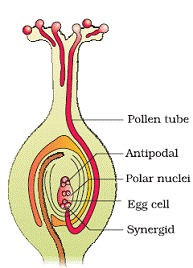 Pollen tube
Antipodal
Polar nuclei
Egg cell
Synergid